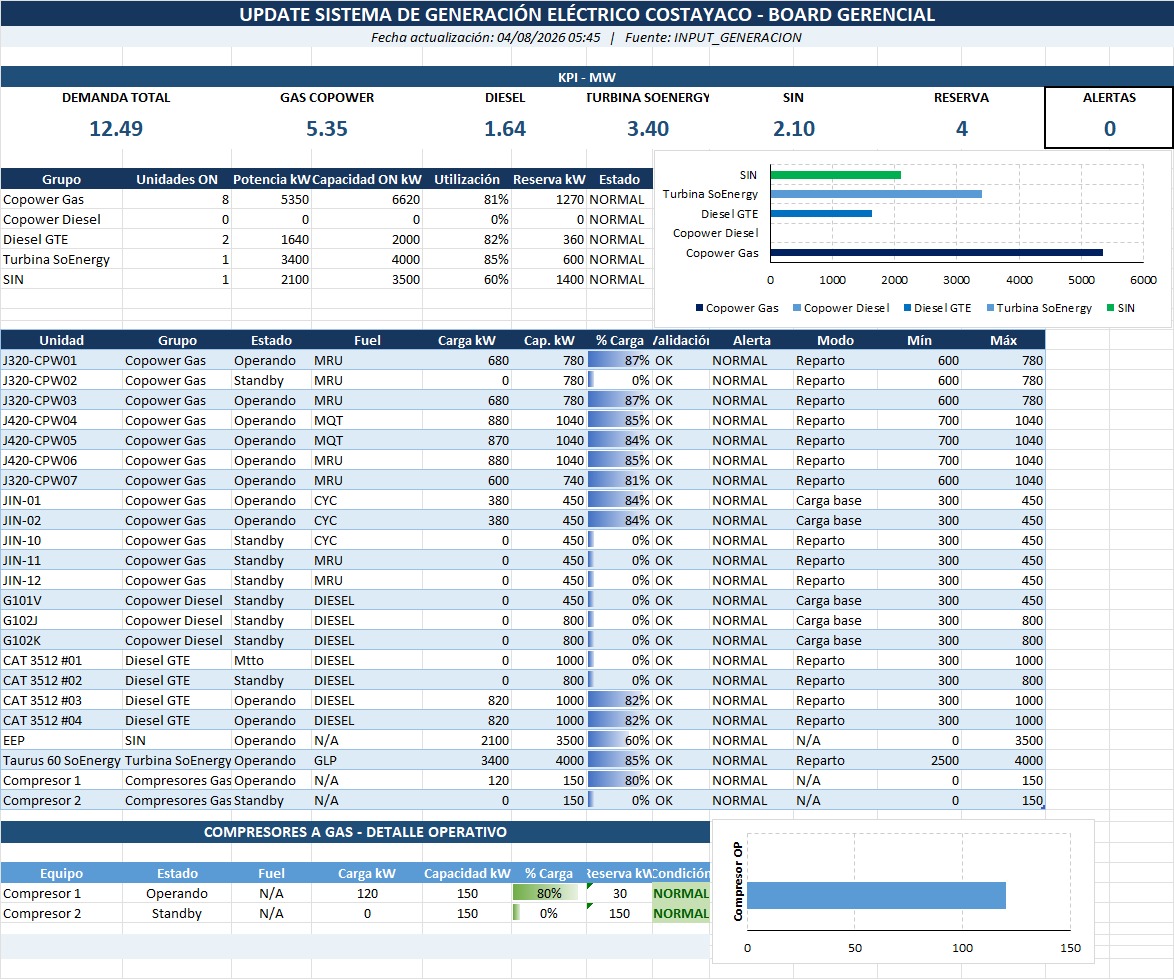 UPDATE SISTEMA DE GENERACIÓN ELÉCTRICO COSTAYACO - BOARD GERENCIAL
Fecha actualización: 04/08/2026 05:45 | Fuente: INPUT_GENERACION
KPI - MW
DEMANDA TOTAL GAS COPOWER DIESEL TURBINA SOENERGY SIN RESERVA ALERTAS
12.49 5.35 1.64 3.40 2.10 4 0
Grupo Unidades ON Potencia kW Capacidad ON kW Utilización Reserva kW Estado
Copower Gas 8 5350 6620 81% 1270 NORMAL
Copower Diesel 0 0 0 0% 0 NORMAL
Diesel GTE 2 1640 2000 82% 360 NORMAL
Turbina SoEnergy 1 3400 4000 85% 600 NORMAL
SIN 1 2100 3500 60% 1400 NORMAL
SIN
Turbina SoEnergy
Diesel GTE
Copower Diesel
Copower Gas
0 1000 2000 3000 4000 5000 6000
Copower Gas Copower Diesel Diesel GTE Turbina SoEnergy SIN
Unidad Grupo Estado Fuel Carga kW Cap. kW % Carga Validación Alerta Modo Mín Máx
J320-CPW01 Copower Gas Operando MRU 680 780 87% OK NORMAL Reparto 600 780
J320-CPW02 Copower Gas Standby MRU 0 780 0% OK NORMAL Reparto 600 780
J320-CPW03 Copower Gas Operando MRU 680 780 87% OK NORMAL Reparto 600 780
J420-CPW04 Copower Gas Operando MQT 880 1040 85% OK NORMAL Reparto 700 1040
J420-CPW05 Copower Gas Operando MQT 870 1040 84% OK NORMAL Reparto 700 1040
J420-CPW06 Copower Gas Operando MRU 880 1040 85% OK NORMAL Reparto 700 1040
J320-CPW07 Copower Gas Operando MRU 600 740 81% OK NORMAL Reparto 600 1040
JIN-01 Copower Gas Operando CYC 380 450 84% OK NORMAL Carga base 300 450
JIN-02 Copower Gas Operando CYC 380 450 84% OK NORMAL Carga base 300 450
JIN-10 Copower Gas Standby CYC 0 450 0% OK NORMAL Reparto 300 450
JIN-11 Copower Gas Standby MRU 0 450 0% OK NORMAL Reparto 300 450
JIN-12 Copower Gas Standby MRU 0 450 0% OK NORMAL Reparto 300 450
G101V Copower Diesel Standby DIESEL 0 450 0% OK NORMAL Carga base 300 450
G102J Copower Diesel Standby DIESEL 0 800 0% OK NORMAL Carga base 300 800
G102K Copower Diesel Standby DIESEL 0 800 0% OK NORMAL Carga base 300 800
CAT 3512 #01 Diesel GTE Mtto DIESEL 0 1000 0% OK NORMAL Reparto 300 1000
CAT 3512 #02 Diesel GTE Standby DIESEL 0 800 0% OK NORMAL Reparto 300 800
CAT 3512 #03 Diesel GTE Operando DIESEL 820 1000 82% OK NORMAL Reparto 300 1000
CAT 3512 #04 Diesel GTE Operando DIESEL 820 1000 82% OK NORMAL Reparto 300 1000
EEP SIN Operando N/A 2100 3500 60% OK NORMAL N/A 0 3500
Taurus 60 SoEnergy Turbina SoEnergy Operando GLP 3400 4000 85% OK NORMAL Reparto 2500 4000
Compresor 1 Compresores Gas Operando N/A 120 150 80% OK NORMAL N/A 0 150
Compresor 2 Compresores Gas Standby N/A 0 150 0% OK NORMAL N/A 0 150
COMPRESORES A GAS - DETALLE OPERATIVO
Equipo Estado Fuel Carga kW Capacidad kW % Carga Reserva kW Condición
Compresor 1 Operando N/A 120 150 80% 30 NORMAL
Compresor 2 Standby N/A 0 150 0% 150 NORMAL
Compresor OP
0 50 100 150